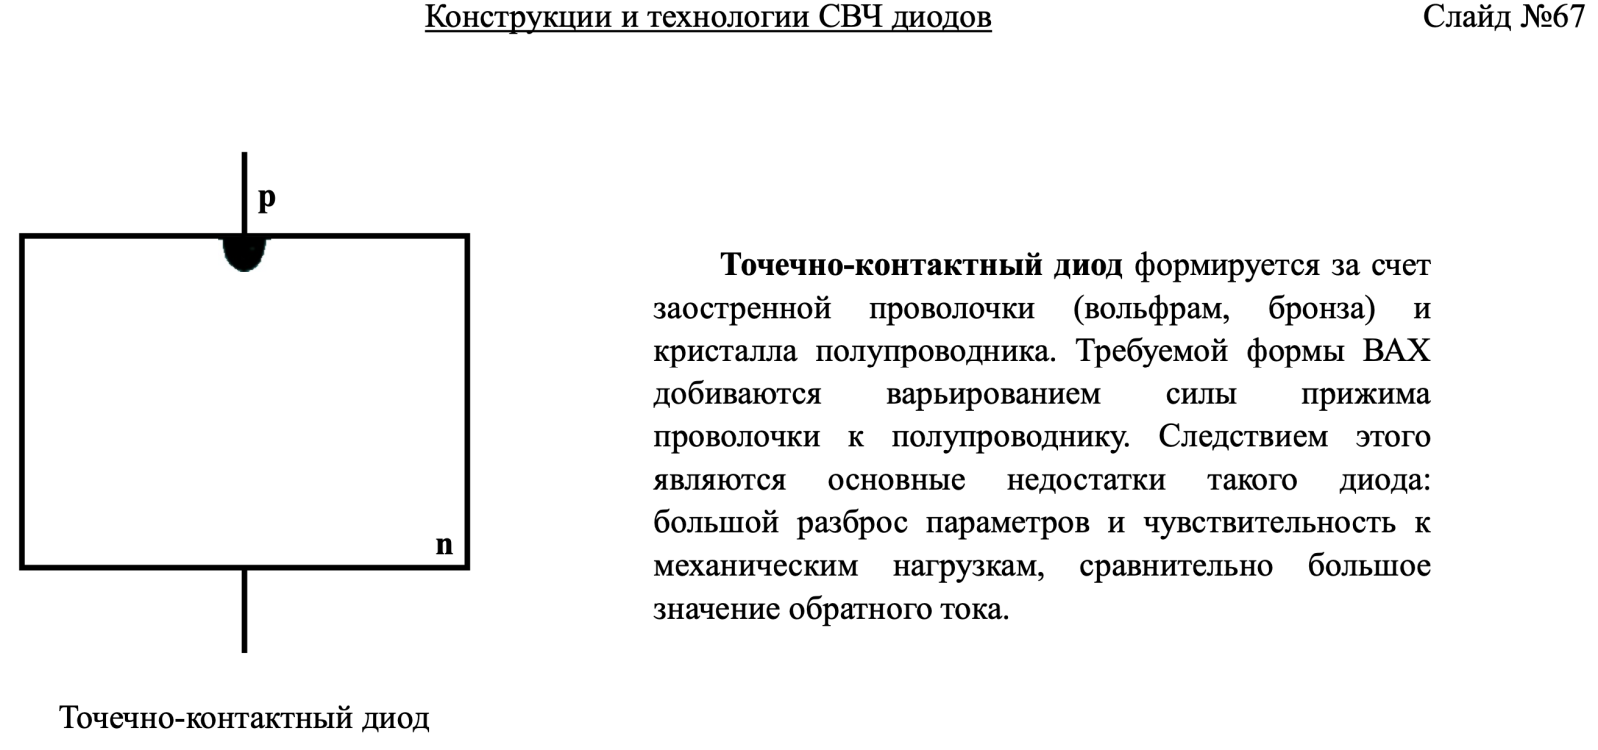 Конструкции и технологии СВЧ диодов
Слайд №67
p
n
Точечно-контактный диод
Точечно-контактный диод формируется за счет
заостренной проволочки (вольфрам, бронза) и
кристалла полупроводника. Требуемой формы ВАХ
добиваются варьированием силы прижима
проволочки к полупроводнику. Следствием этого
являются основные недостатки такого диода:
большой разброс параметров и чувствительность к
механическим нагрузкам, сравнительно большое
значение обратного тока.